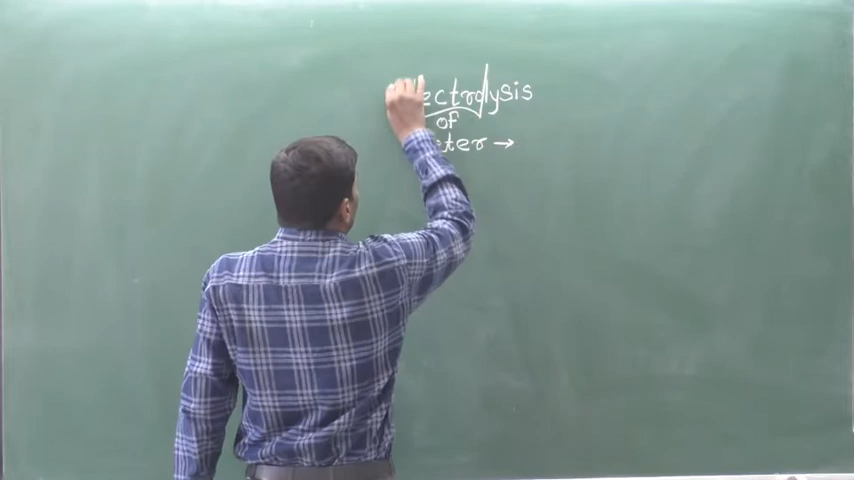 ectrolysis
of
ter →